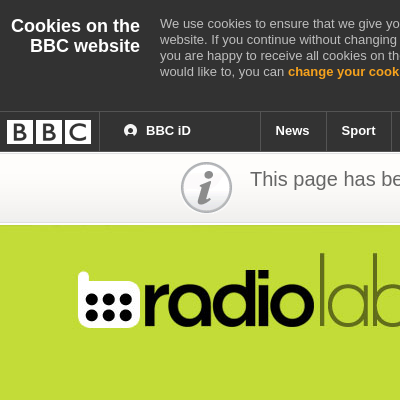 Cookies on the
BBC website
We use cookies to ensure that we give yo
website. If you continue without changing
you are happy to receive all cookies on th
would like to, you can change your cook
BBC
BBC iD
News
Sport
This page has be
radiolab